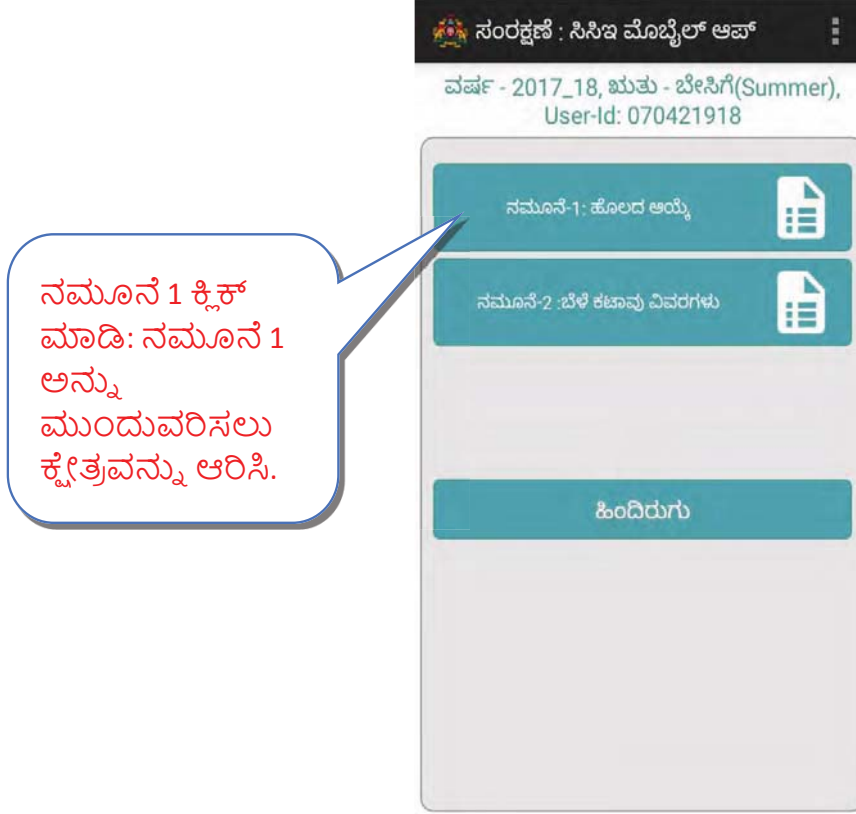 ಸಂರಕ್ಷಣೆ : ಸಿಸಿಇ ಮೊಬೈಲ್ ಆಪ್
ವರ್ಷ - 2017_18, ಋತು - ಬೇಸಿಗೆ(Summer),
User-Id: 070421918
ನಮೂನೆ-1: ಹೊಲದ ಆಯ್ಕೆ
ನಮೂನೆ-2 :ಬೆಳೆ ಕಟಾವು ವಿವರಗಳು
ಹಿಂದಿರುಗು
ನಮೂನೆ 1 ಕ್ಲಿಕ್
ಮಾಡಿ: ನಮೂನೆ 1
ಅನ್ನು
ಮುಂದುವರಿಸಲು
ಕ್ಷೇತ್ರವನ್ನು ಆರಿಸಿ.